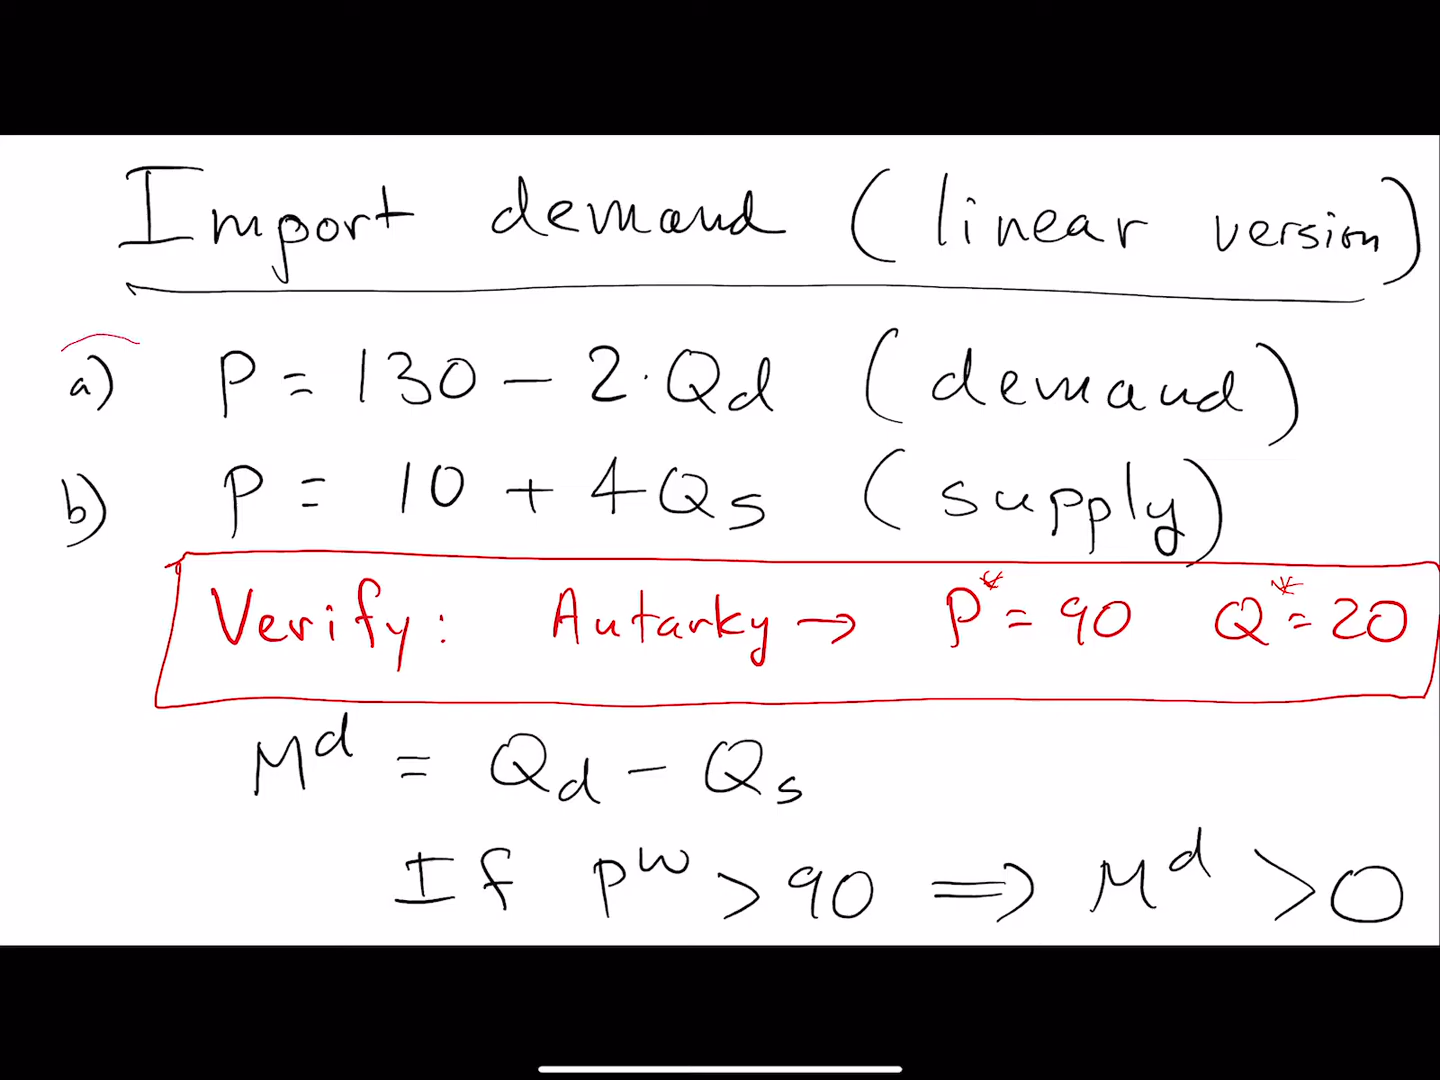 Import demand (linear version)
a) P = 130 - 2·Qd (demand)
b) P = 10 + 4Qs (supply)
Verify: Autarky → P* = 90 Q* = 20
M^d = Qd - Qs
If P^w > 90 ⟹ M^d > 0